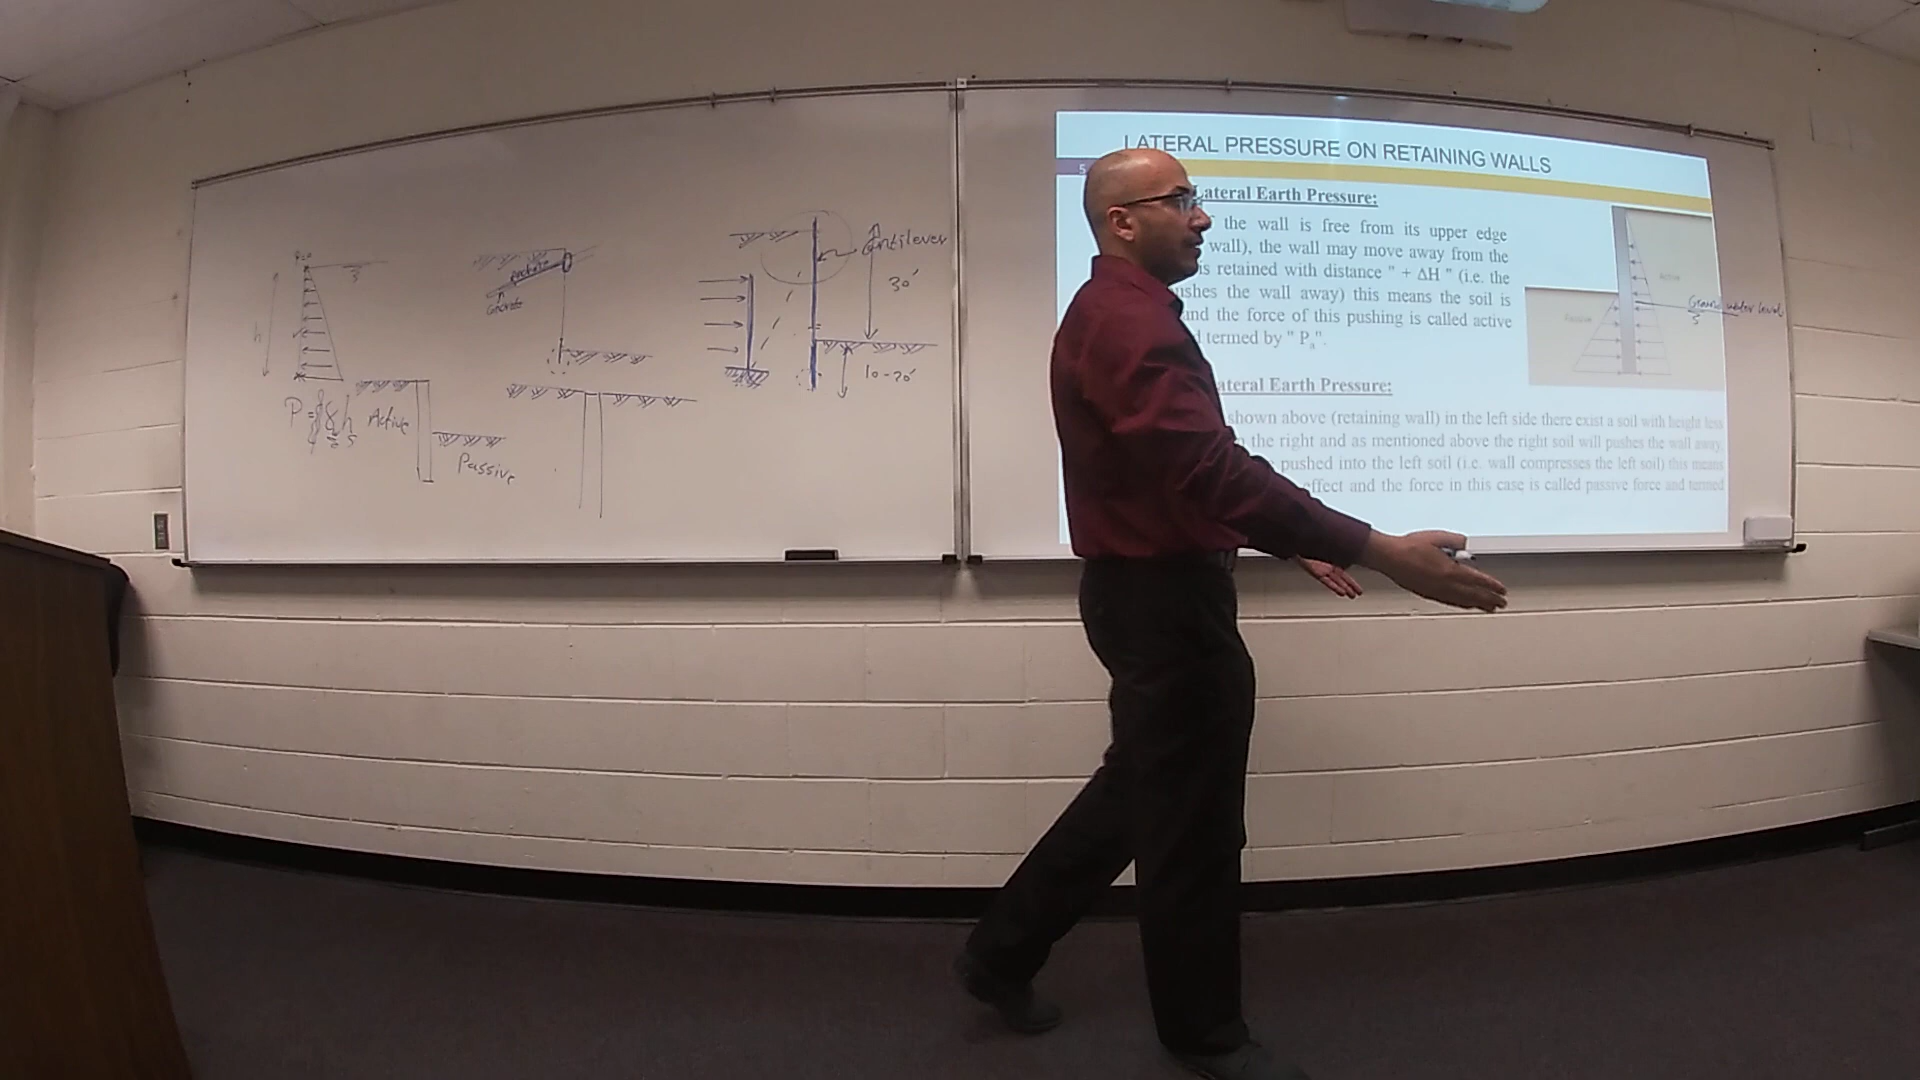 P=0
h
P = γ h
Active
Passive
anchor
concrete
Cantilever
30'
10-20'
LATERAL PRESSURE ON RETAINING WALLS
5
Lateral Earth Pressure:
the wall is free from its upper edge
wall), the wall may move away from the
is retained with distance " + ΔH " (i.e. the
ushes the wall away) this means the soil is
and the force of this pushing is called active
termed by " Pa".
Active
Passive
water level
ateral Earth Pressure:
shown above (retaining wall) in the left side there exist a soil with height less
the right and as mentioned above the right soil will pushes the wall away
pushed into the left soil (i.e. wall compresses the left soil) this means
effect and the force in this case is called passive force and termed